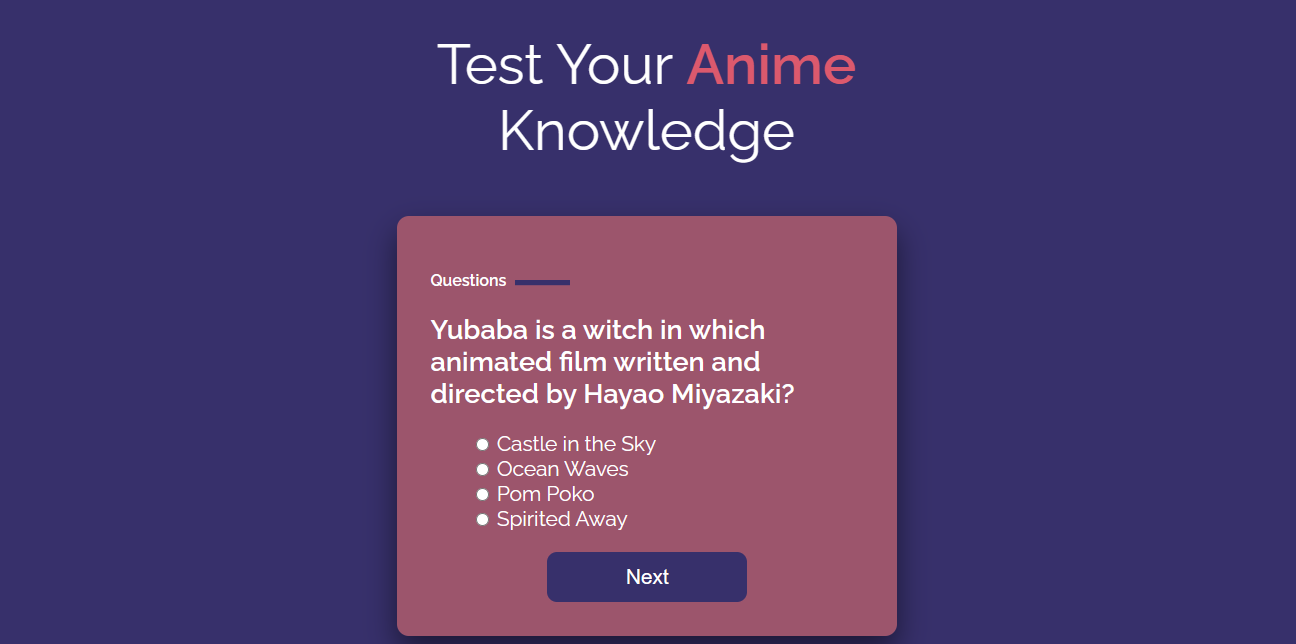 Test Your Anime
Knowledge
Questions
Yubaba is a witch in which
animated film written and
directed by Hayao Miyazaki?
Castle in the Sky
Ocean Waves
Pom Poko
Spirited Away
Next